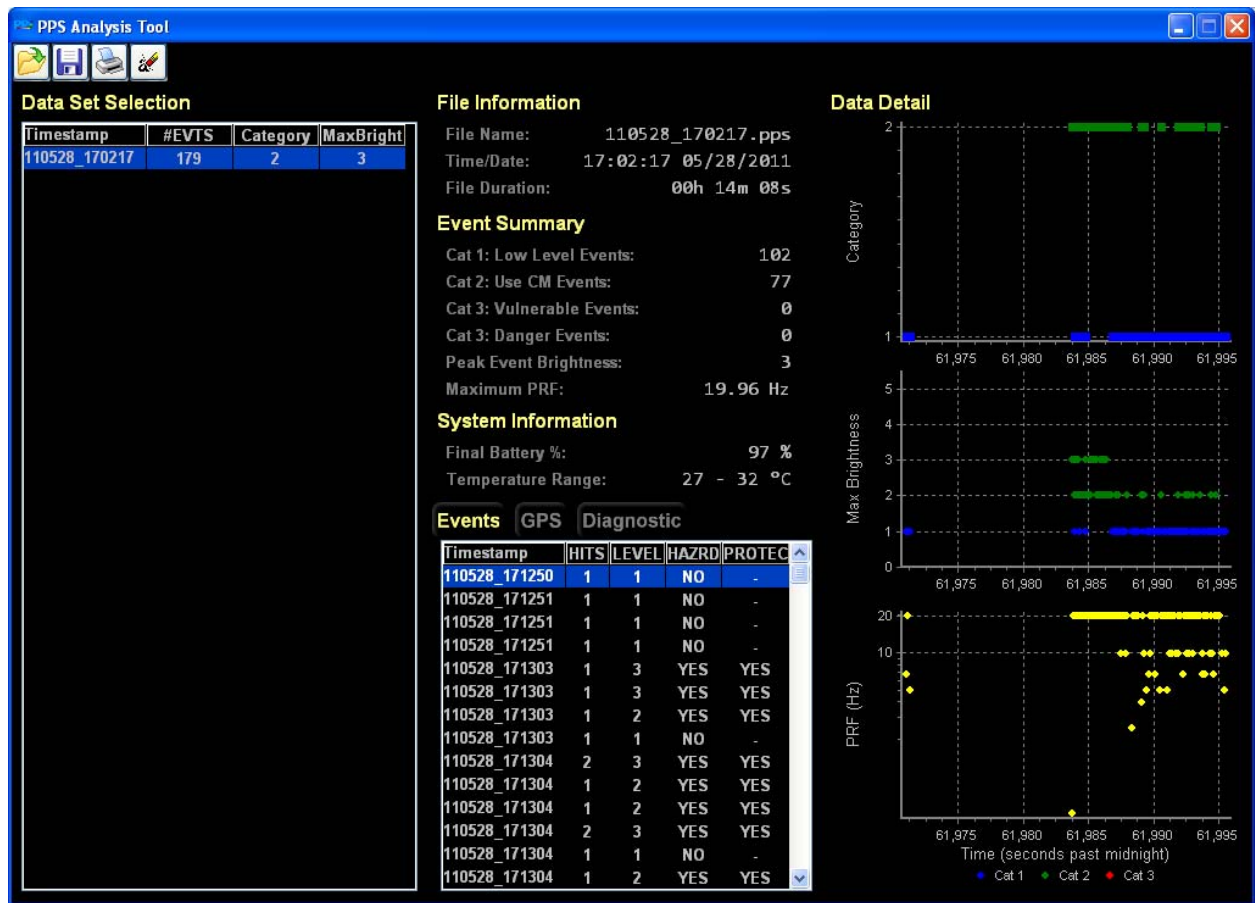 PPS Analysis Tool
Data Set Selection
Timestamp #EVTS Category MaxBright
110528_170217 179 2 3
File Information
File Name: 110528_170217.pps
Time/Date: 17:02:17 05/28/2011
File Duration: 00h 14m 08s
Event Summary
Cat 1: Low Level Events: 102
Cat 2: Use CM Events: 77
Cat 3: Vulnerable Events: 0
Cat 3: Danger Events: 0
Peak Event Brightness: 3
Maximum PRF: 19.96 Hz
System Information
Final Battery %: 97 %
Temperature Range: 27 - 32 ºC
Events GPS Diagnostic
Timestamp HITS LEVEL HAZRD PROTEC
110528_171250 1 1 NO -
110528_171251 1 1 NO -
110528_171251 1 1 NO -
110528_171251 1 1 NO -
110528_171303 1 3 YES YES
110528_171303 1 3 YES YES
110528_171303 1 2 YES YES
110528_171303 1 1 NO -
110528_171304 2 3 YES YES
110528_171304 1 2 YES YES
110528_171304 1 2 YES YES
110528_171304 2 3 YES YES
110528_171304 1 1 NO -
110528_171304 1 2 YES YES
Data Detail
Category
2
1
61,975 61,980 61,985 61,990 61,995
Max Brightness
5
4
3
2
1
0
61,975 61,980 61,985 61,990 61,995
PRF (Hz)
20
10
61,975 61,980 61,985 61,990 61,995
Time (seconds past midnight)
Cat 1 Cat 2 Cat 3